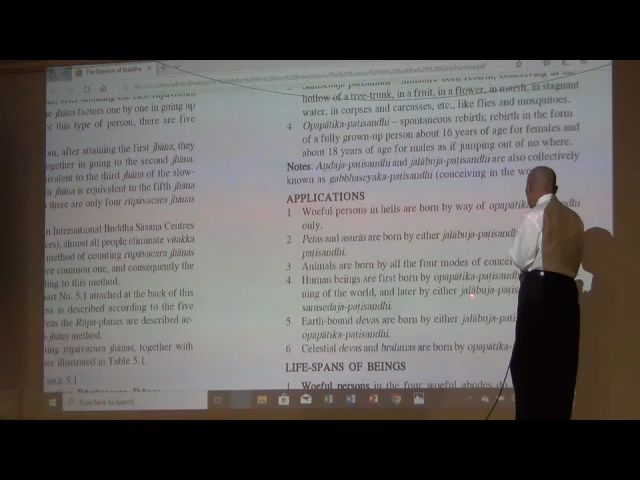 The Essence of Buddha
jhāna factors one by one in going up
this type of person, there are five
on, after attaining the first jhāna, they
ogether in going to the second jhāna.
ivalent to the third jhāna of the slow-
jhāna is equivalent to the fifth jhāna
there are only four rūpāvacara jhānas
n International Buddha Sāsana Centres
ers), almost all people eliminate vitakka
method of counting rūpāvacara jhānas
re common one, and consequently the
ding to this method.
art No. 5.1 attached at the back of this
is described according to the five
reas the Rūpa-planes are described ac-
jhāna method.
ting rūpāvacara jhānas, together with
are illustrated in Table 5.1.
ABLE 5.1
hollow of a tree-trunk, in a fruit, in a flower, in marsh, in stagnant
water, in corpses and carcasses, etc., like flies and mosquitoes.
4 Opapātika-paṭisandhi – spontaneous rebirth; rebirth in the form
of a fully grown-up person about 16 years of age for females and
about 18 years of age for males as if jumping out of no where.
Notes: Aṇḍaja-paṭisandhi and jalābuja-paṭisandhi are also collectively
known as gabbhaseyaka-paṭisandhi (conceiving in the wo
APPLICATIONS
1 Woeful persons in hells are born by way of opapātika
only.
2 Petas and asurās are born by either jalābuja-paṭisandhi
paṭisandhi.
3 Animals are born by all the four modes of conce
4 Human beings are first born by opapātika-paṭisandhi
ning of the world, and later by either jalābuja-paṭis
saṃsedaja-paṭisandhi.
5 Earth-bound devas are born by either jalābuja-paṭis
opapātika-paṭisandhi.
6 Celestial devas and brahmas are born by opapātika-
LIFE-SPANS OF BEINGS
1 Woeful persons in the four woeful abodes do
Type here to search